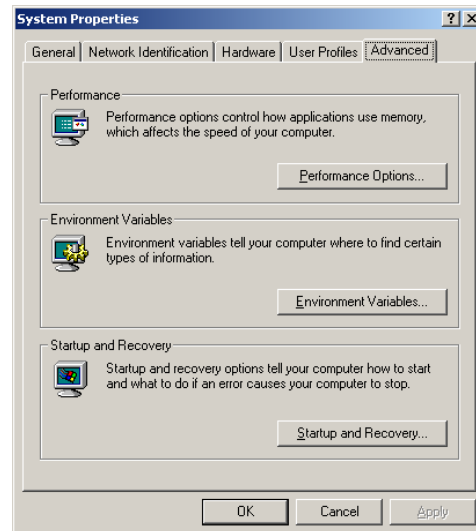 System Properties
General Network Identification Hardware User Profiles Advanced
Performance
Performance options control how applications use memory,
which affects the speed of your computer.
Performance Options...
Environment Variables
Environment variables tell your computer where to find certain
types of information.
Environment Variables...
Startup and Recovery
Startup and recovery options tell your computer how to start
and what to do if an error causes your computer to stop.
Startup and Recovery...
OK Cancel Apply